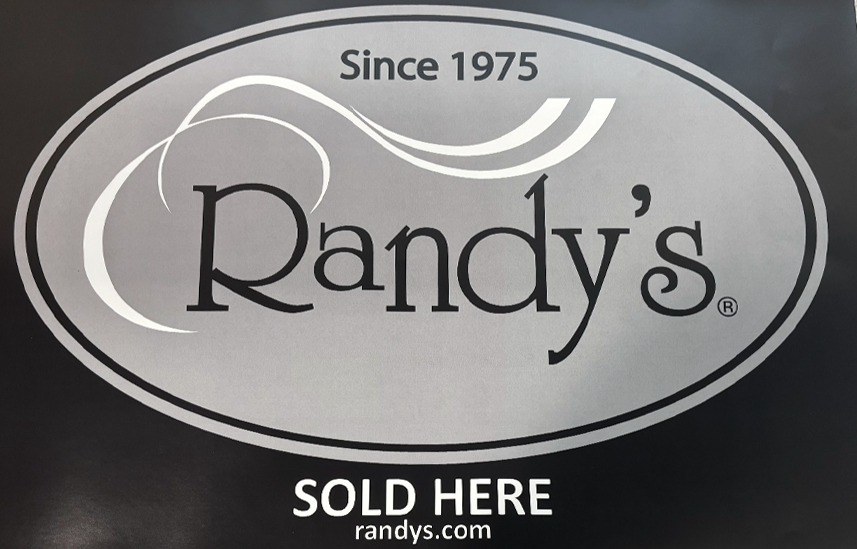 Since 1975
Randy's®
SOLD HERE
randys.com